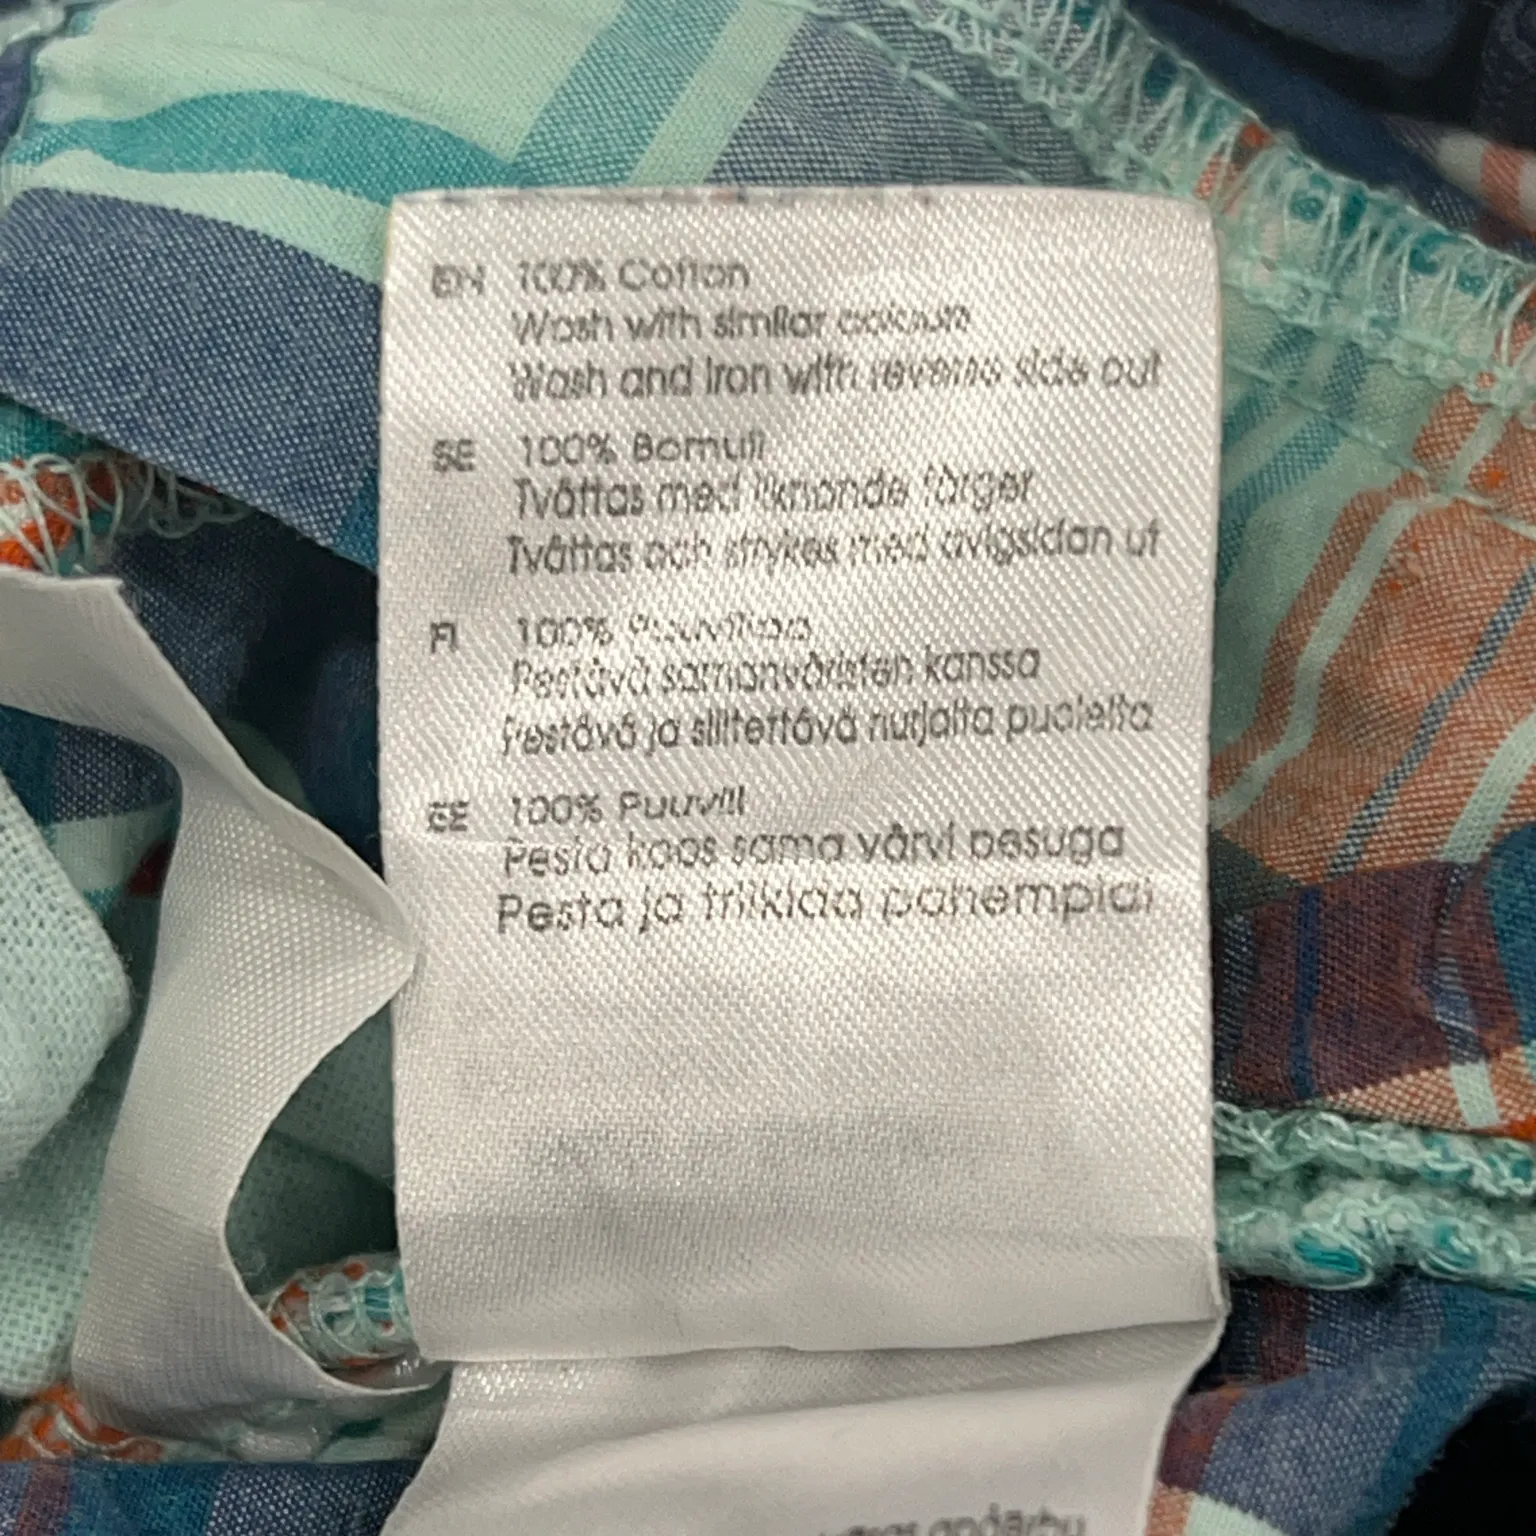 EN 100% Cotton
Wash with similar colours
Wash and iron with reverse side out
SE 100% Bomull
Tvättas med liknande färger
Tvättas och strykes med avigsidan ut
FI 100% Puuvillaa
Pestävä samanväristen kanssa
Pestävä ja silitettävä nurjalta puolelta
EE 100% Puuvill
Pesta koos sama värvi pesuga
Pesta ja triikida pahempidi